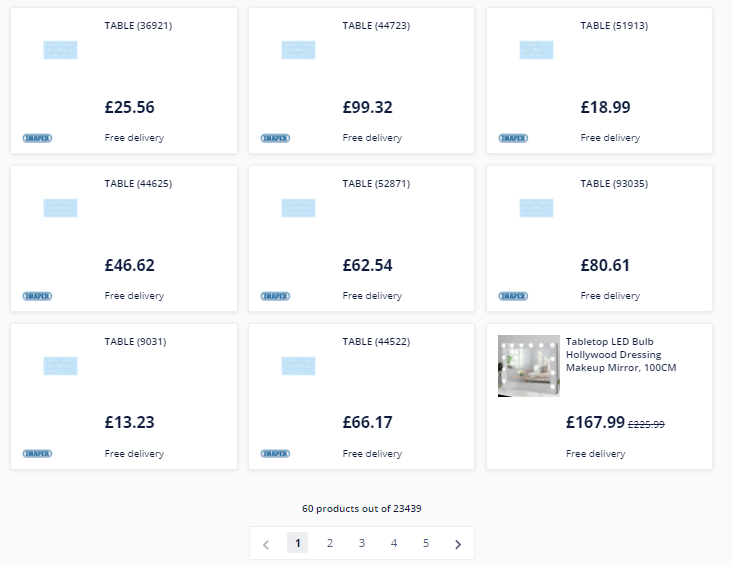 TABLE (36921)
£25.56
DRAPER
Free delivery
TABLE (44723)
£99.32
DRAPER
Free delivery
TABLE (51913)
£18.99
DRAPER
Free delivery
TABLE (44625)
£46.62
DRAPER
Free delivery
TABLE (52871)
£62.54
DRAPER
Free delivery
TABLE (93035)
£80.61
DRAPER
Free delivery
TABLE (9031)
£13.23
DRAPER
Free delivery
TABLE (44522)
£66.17
DRAPER
Free delivery
Tabletop LED Bulb
Hollywood Dressing
Makeup Mirror, 100CM
£167.99 £225.99
Free delivery
60 products out of 23439
‹ 1 2 3 4 5 ›